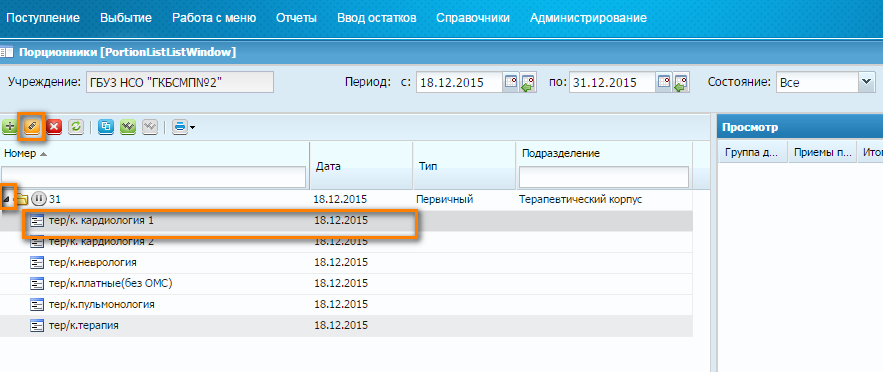 Поступление Выбытие Работа с меню Отчеты Ввод остатков Справочники Администрирование
Порционники [PortionListListWindow]
Учреждение: ГБУЗ НСО "ГКБСМП№2" Период: с: 18.12.2015 по: 31.12.2015 Состояние: Все
Просмотр
Номер Дата Тип Подразделение
Группа д... Приемы п... Итог
31 18.12.2015 Первичный Терапевтический корпус
тер/к. кардиология 1 18.12.2015
тер/к. кардиология 2 18.12.2015
тер/к.неврология 18.12.2015
тер/к.платные(без ОМС) 18.12.2015
тер/к.пульмонология 18.12.2015
тер/к.терапия 18.12.2015